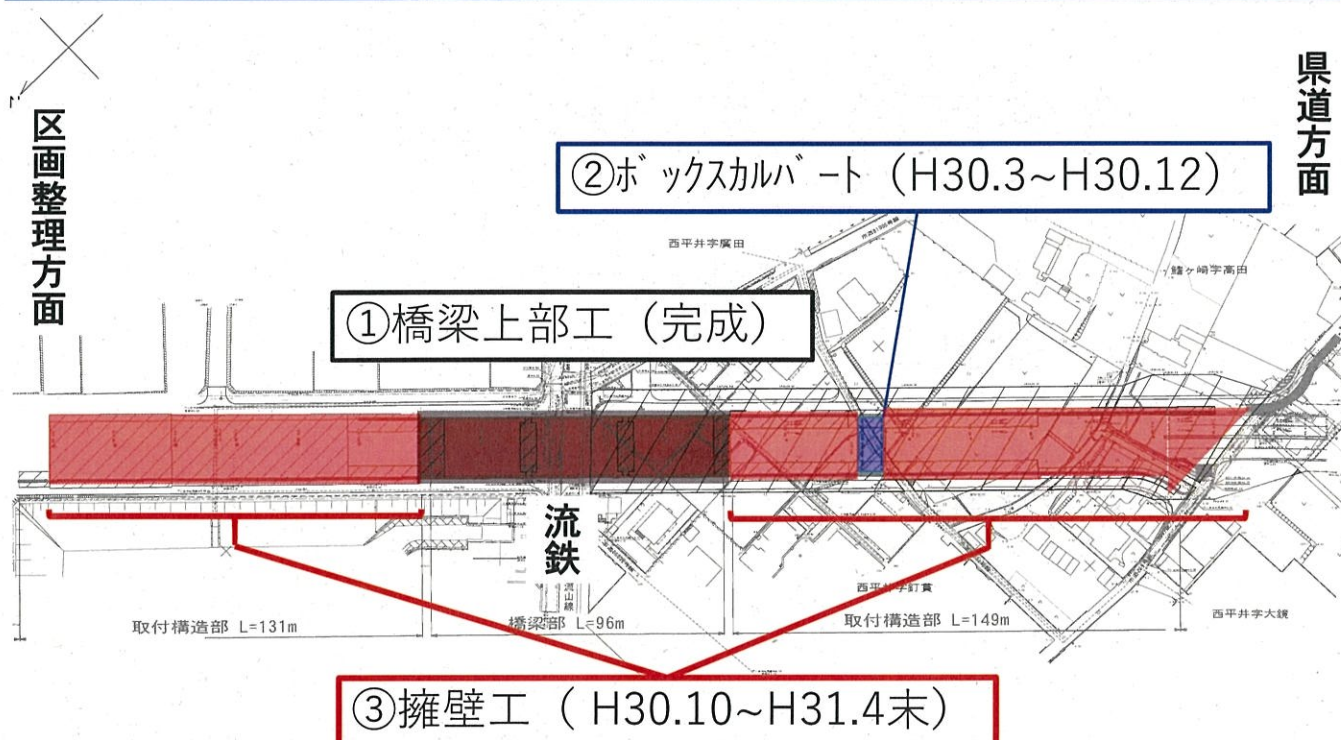 県道方面
区画整理方面
②ボックスカルバート（H30.3~H30.12）
西平井字廣田
鰭ヶ崎字高田
①橋梁上部工（完成）
流鉄
流山線
西平井字釘貫
西平井字大鏡
取付構造部 L=131m
橋梁部 L=96m
取付構造部 L=149m
③擁壁工（ H30.10~H31.4末）